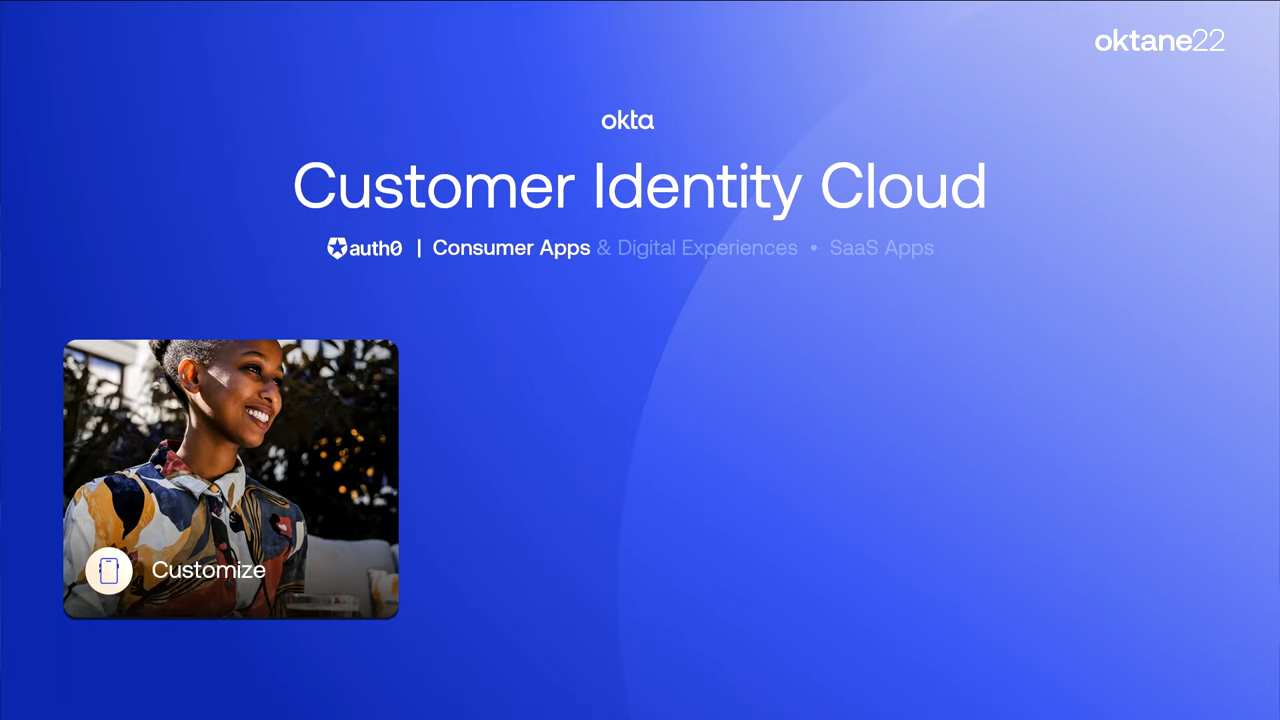 oktane22
okta
Customer Identity Cloud
auth0 | Consumer Apps & Digital Experiences • SaaS Apps
Customize